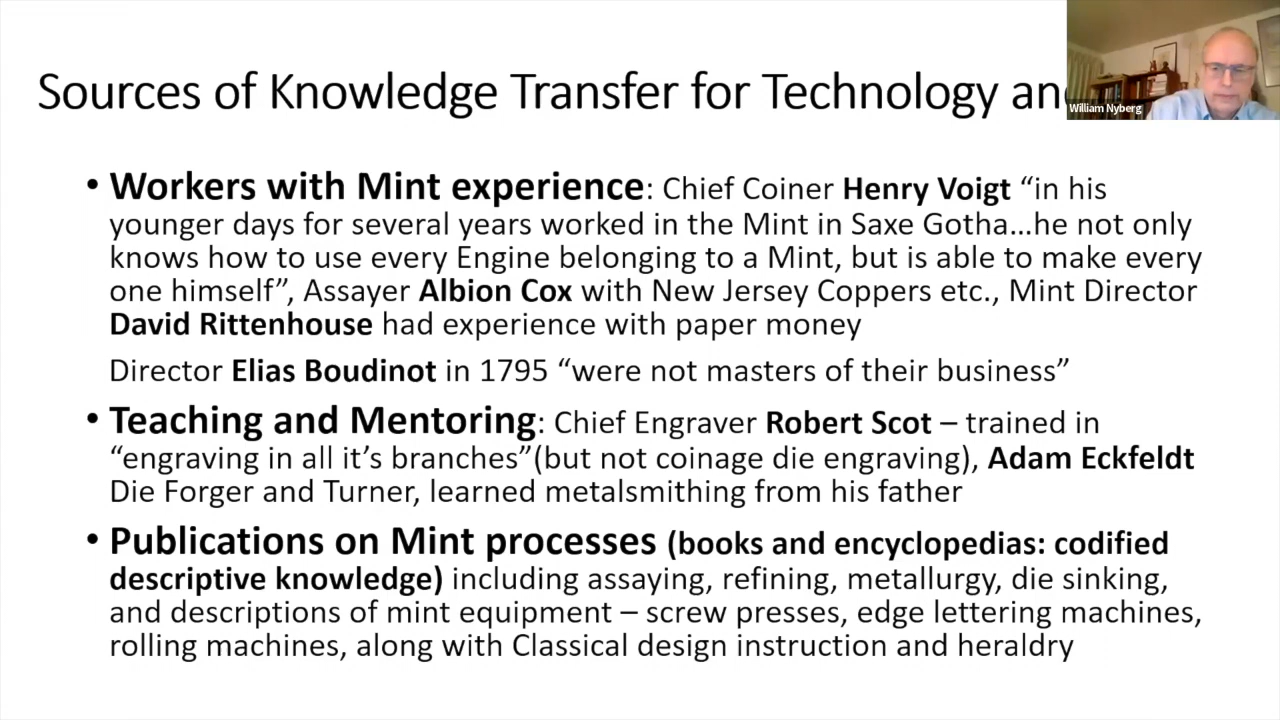 Sources of Knowledge Transfer for Technology and
William Nyberg
• Workers with Mint experience: Chief Coiner Henry Voigt “in his
younger days for several years worked in the Mint in Saxe Gotha…he not only
knows how to use every Engine belonging to a Mint, but is able to make every
one himself”, Assayer Albion Cox with New Jersey Coppers etc., Mint Director
David Rittenhouse had experience with paper money
Director Elias Boudinot in 1795 “were not masters of their business”
• Teaching and Mentoring: Chief Engraver Robert Scot – trained in
“engraving in all it’s branches”(but not coinage die engraving), Adam Eckfeldt
Die Forger and Turner, learned metalsmithing from his father
• Publications on Mint processes (books and encyclopedias: codified
descriptive knowledge) including assaying, refining, metallurgy, die sinking,
and descriptions of mint equipment – screw presses, edge lettering machines,
rolling machines, along with Classical design instruction and heraldry